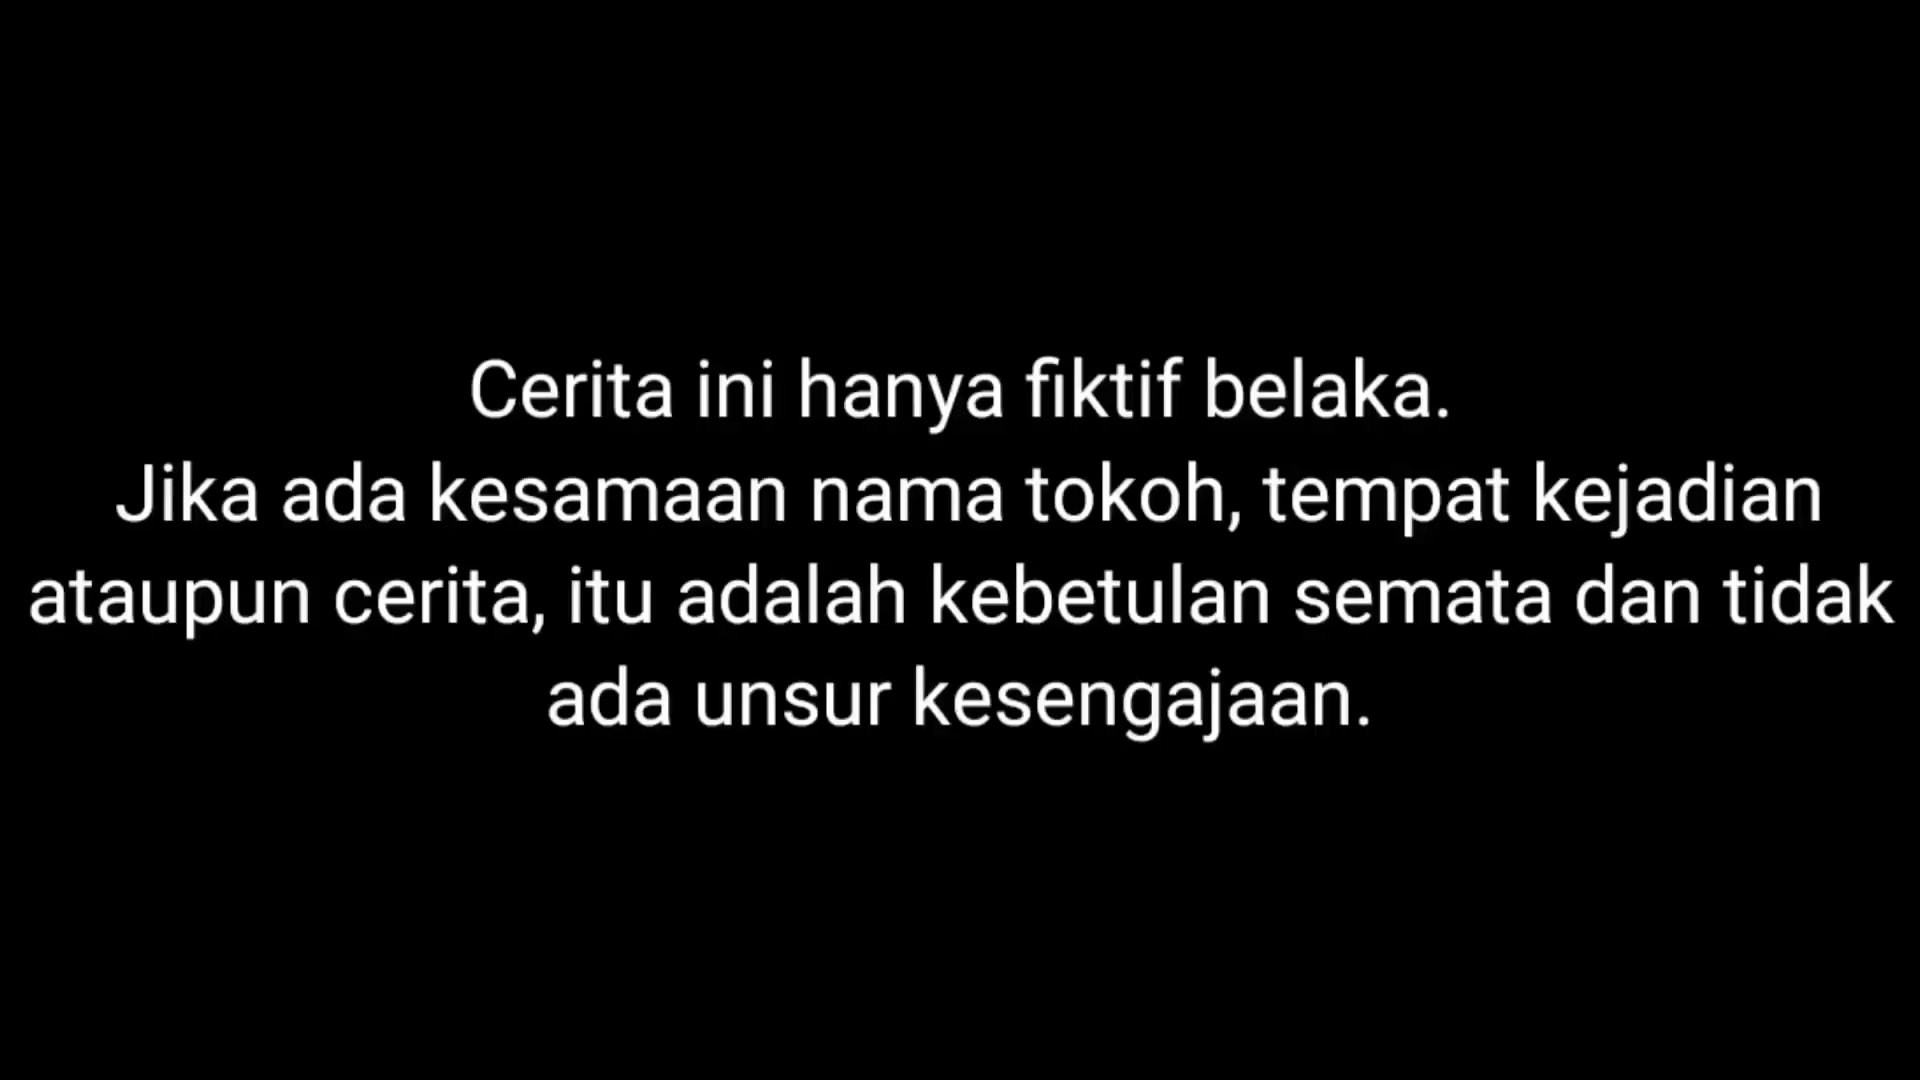 Cerita ini hanya fiktif belaka.
Jika ada kesamaan nama tokoh, tempat kejadian
ataupun cerita, itu adalah kebetulan semata dan tidak
ada unsur kesengajaan.